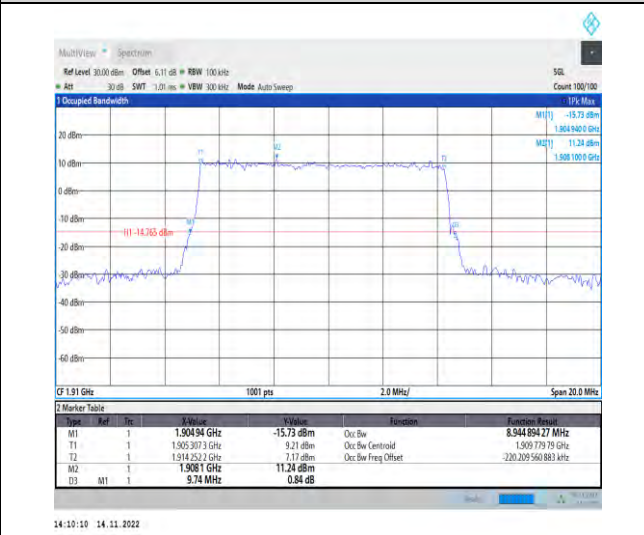 MultiView Spectrum
Ref Level 30.00 dBm Offset 6.11 dB RBW 100 kHz SGL
Att 30 dB SWT 1.01 ms VBW 300 kHz Mode Auto Sweep Count 100/100
1 Occupied Bandwidth 1Pk Max
M1[1] -15.73 dBm
1.904 940 0 GHz
M2[1] 11.24 dBm
1.908 100 0 GHz
20 dBm
10 dBm
0 dBm
-10 dBm
H1 -14.765 dBm
-20 dBm
-30 dBm
-40 dBm
-50 dBm
-60 dBm
T1
M2
M1
CF 1.91 GHz 1001 pts 2.0 MHz/ Span 20.0 MHz
2 Marker Table
Type Ref Trc X-Value Y-Value Function Function Result
M1 1 1.904 94 GHz -15.73 dBm Occ Bw 8.944 894 27 MHz
T1 1 1.905 307 3 GHz 9.21 dBm Occ Bw Centroid 1.909 779 79 GHz
T2 1 1.914 252 2 GHz 7.17 dBm Occ Bw Freq Offset -220.209 560 883 kHz
M2 1 1.908 1 GHz 11.24 dBm
D3 M1 1 9.74 MHz 0.84 dB
14:10:10 14.11.2022